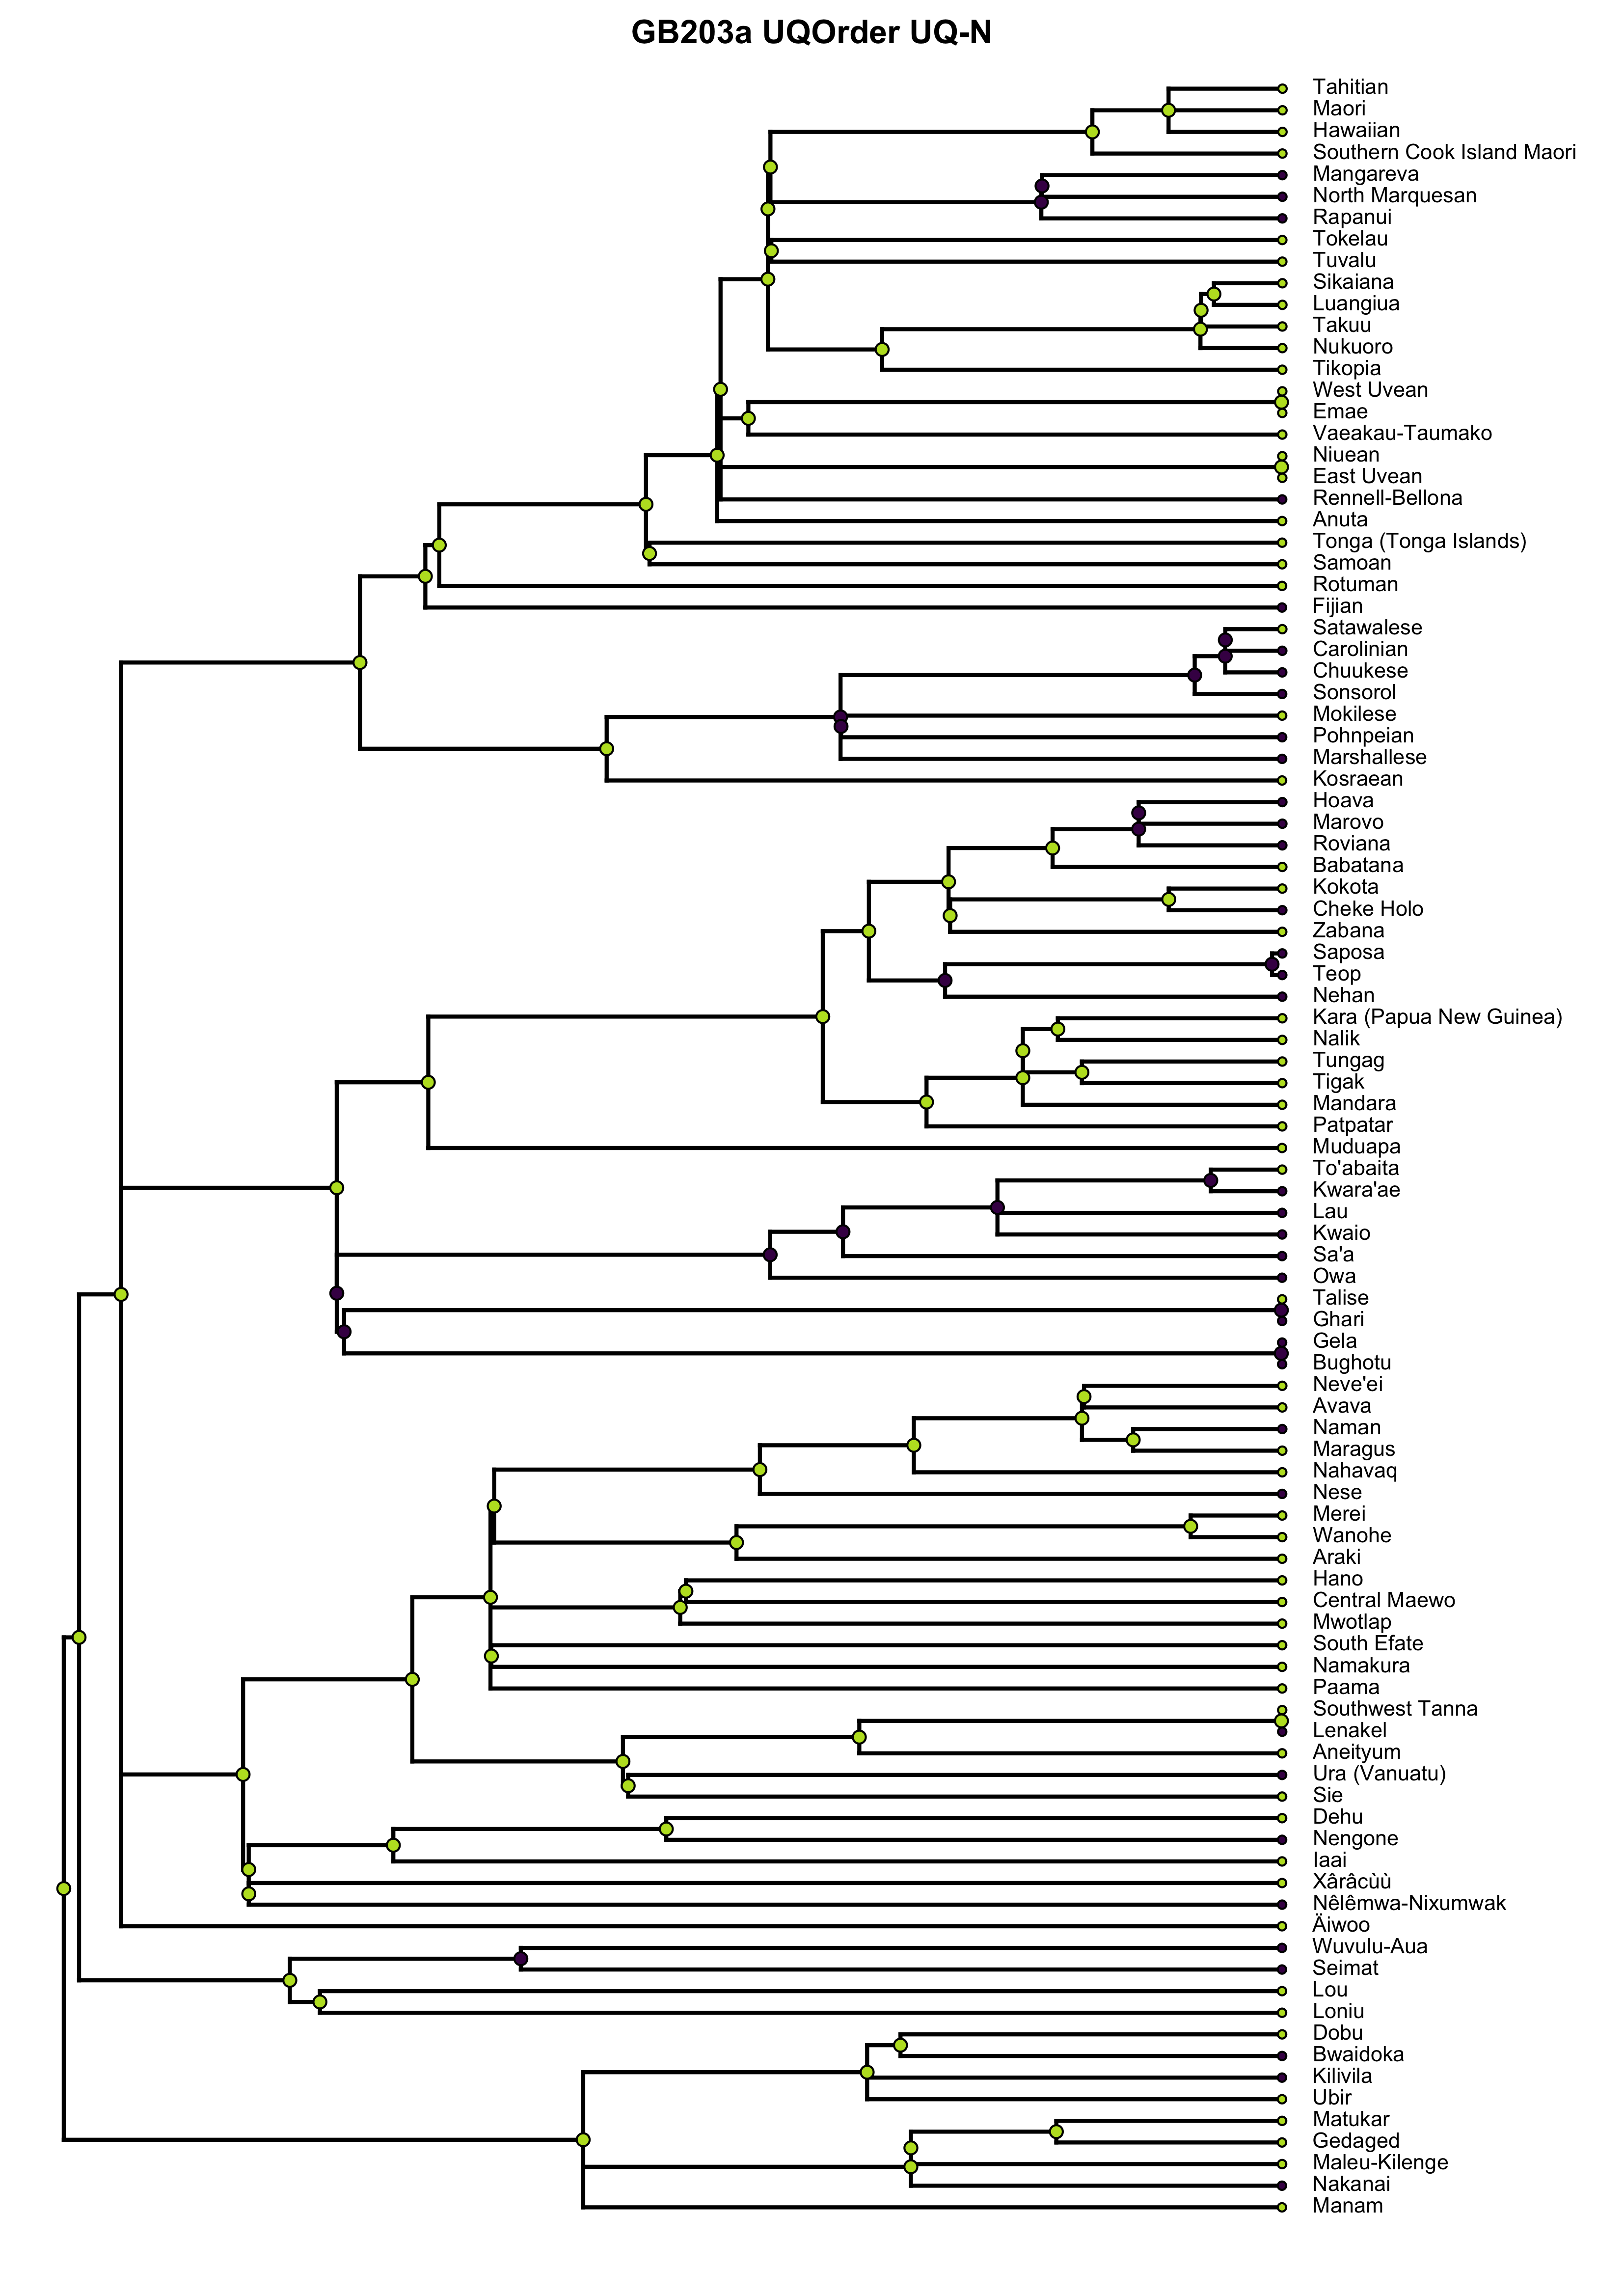 GB203a UQOrder UQ-N
Tahitian
Maori
Hawaiian
Southern Cook Island Maori
Mangareva
North Marquesan
Rapanui
Tokelau
Tuvalu
Sikaiana
Luangiua
Takuu
Nukuoro
Tikopia
West Uvean
Emae
Vaeakau-Taumako
Niuean
East Uvean
Rennell-Bellona
Anuta
Tonga (Tonga Islands)
Samoan
Rotuman
Fijian
Satawalese
Carolinian
Chuukese
Sonsorol
Mokilese
Pohnpeian
Marshallese
Kosraean
Hoava
Marovo
Roviana
Babatana
Kokota
Cheke Holo
Zabana
Saposa
Teop
Nehan
Kara (Papua New Guinea)
Nalik
Tungag
Tigak
Mandara
Patpatar
Muduapa
To'abaita
Kwara'ae
Lau
Kwaio
Sa'a
Owa
Talise
Ghari
Gela
Bughotu
Neve'ei
Avava
Naman
Maragus
Nahavaq
Nese
Merei
Wanohe
Araki
Hano
Central Maewo
Mwotlap
South Efate
Namakura
Paama
Southwest Tanna
Lenakel
Aneityum
Ura (Vanuatu)
Sie
Dehu
Nengone
Iaai
Xârâcùù
Nêlêmwa-Nixumwak
Äiwoo
Wuvulu-Aua
Seimat
Lou
Loniu
Dobu
Bwaidoka
Kilivila
Ubir
Matukar
Gedaged
Maleu-Kilenge
Nakanai
Manam